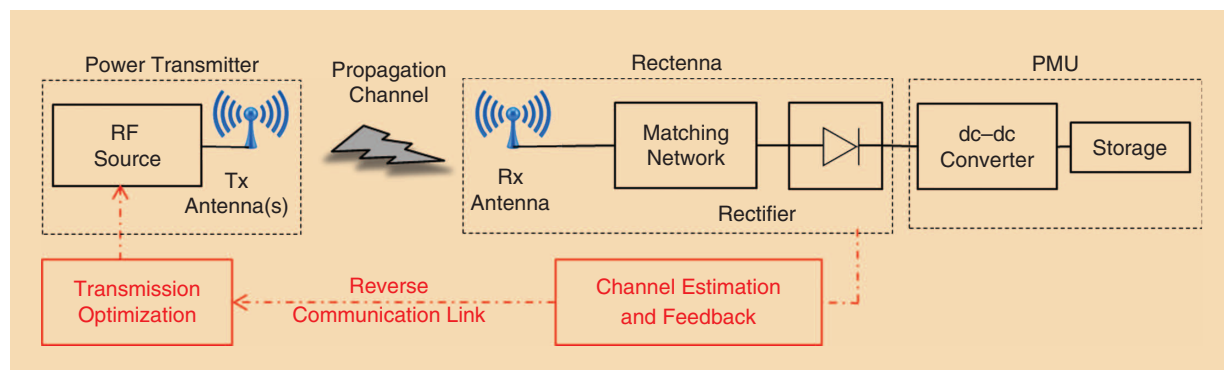 Power Transmitter
Propagation
Channel
Rectenna
PMU
RF
Source
Tx
Antenna(s)
Rx
Antenna
Matching
Network
Rectifier
dc–dc
Converter
Storage
Transmission
Optimization
Reverse
Communication Link
Channel Estimation
and Feedback